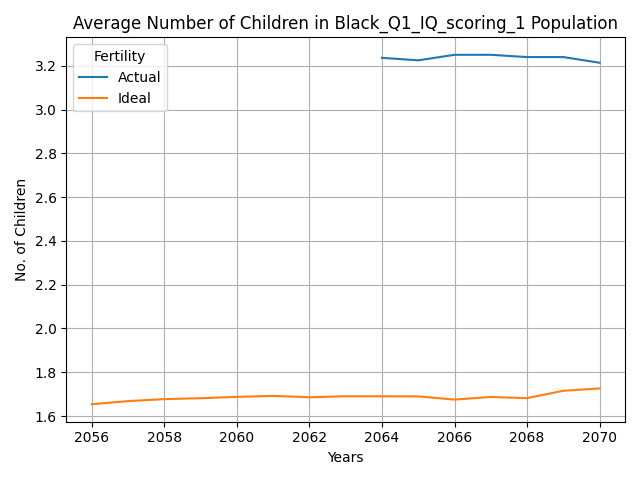 Average Number of Children in Black_Q1_IQ_scoring_1 Population
Fertility
Actual
Ideal
3.2
3.0
2.8
2.6
2.4
2.2
2.0
1.8
1.6
No. of Children
2056 2058 2060 2062 2064 2066 2068 2070
Years